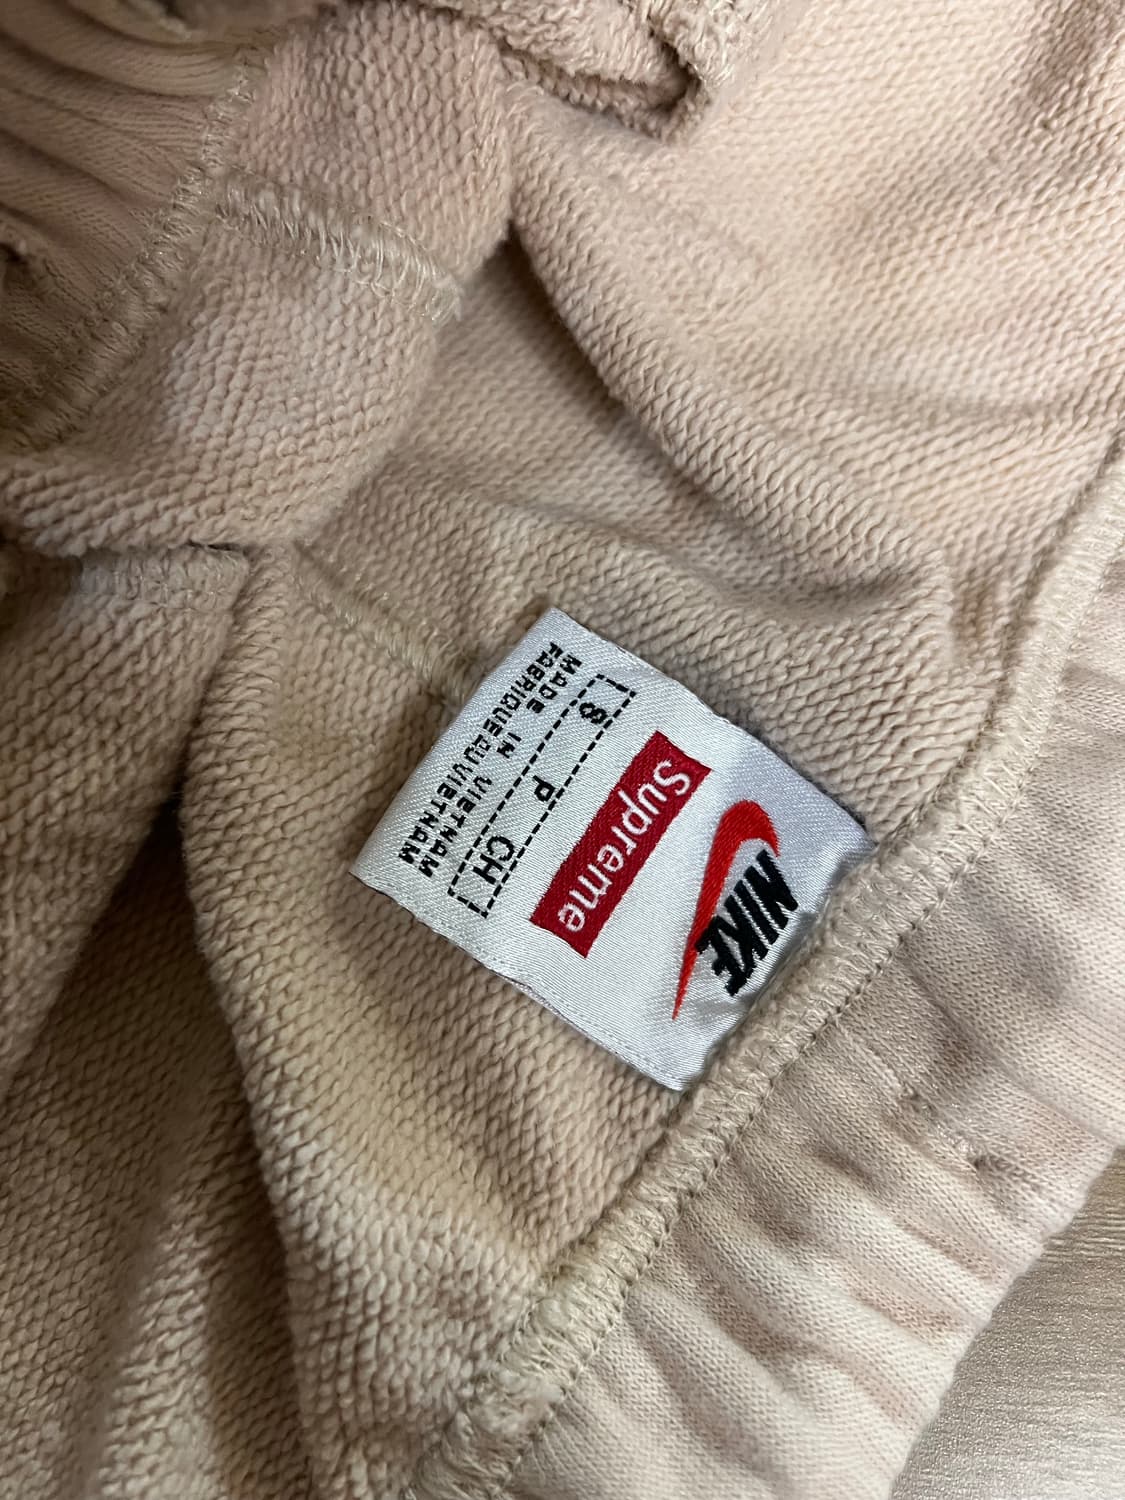 NIKE
Supreme
S P CH
MADE IN VIETNAM
FABRIQUE AU VIETNAM